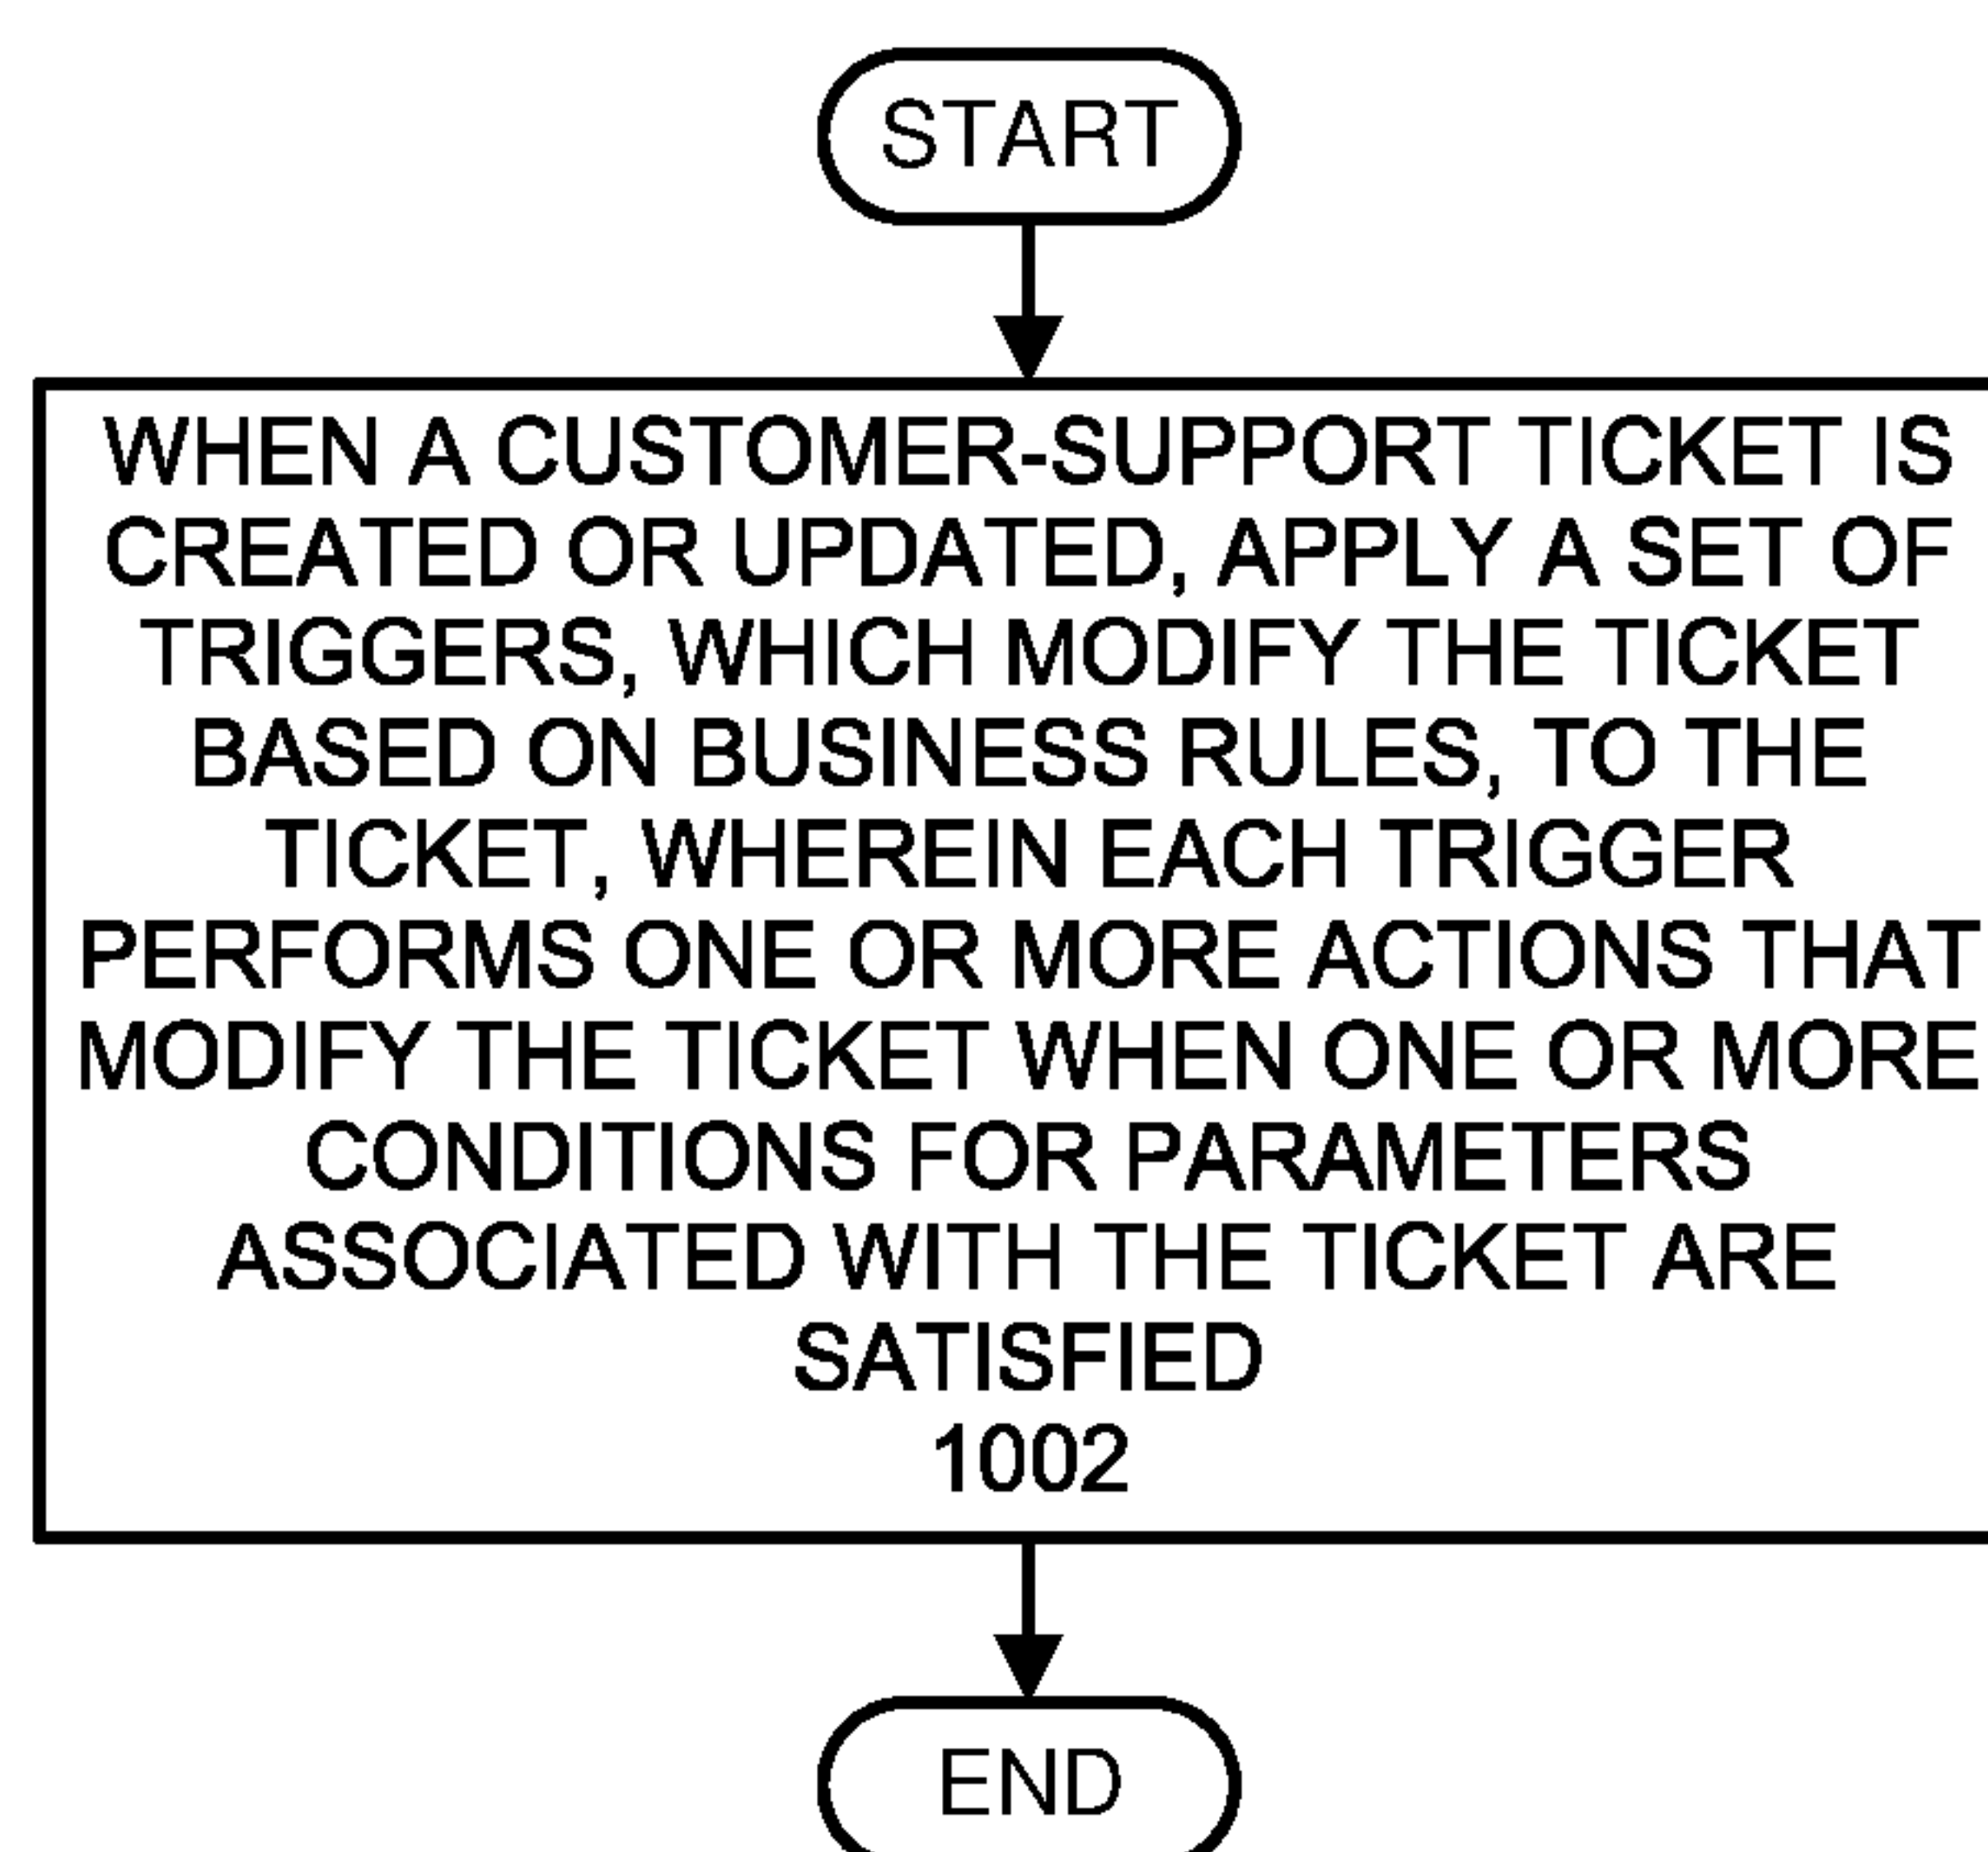 START
WHEN A CUSTOMER-SUPPORT TICKET IS
CREATED OR UPDATED, APPLY A SET OF
TRIGGERS, WHICH MODIFY THE TICKET
BASED ON BUSINESS RULES, TO THE
TICKET, WHEREIN EACH TRIGGER
PERFORMS ONE OR MORE ACTIONS THAT
MODIFY THE TICKET WHEN ONE OR MORE
CONDITIONS FOR PARAMETERS
ASSOCIATED WITH THE TICKET ARE
SATISFIED
1002
END